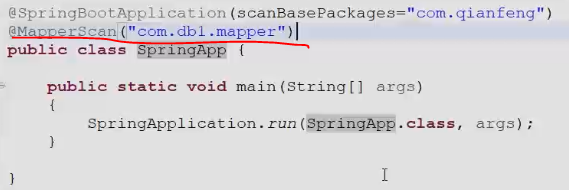 @SpringBootApplication(scanBasePackages="com.qianfeng")
@MapperScan("com.db1.mapper")
public class SpringApp {
public static void main(String[] args)
{
SpringApplication.run(SpringApp.class, args);
}
}